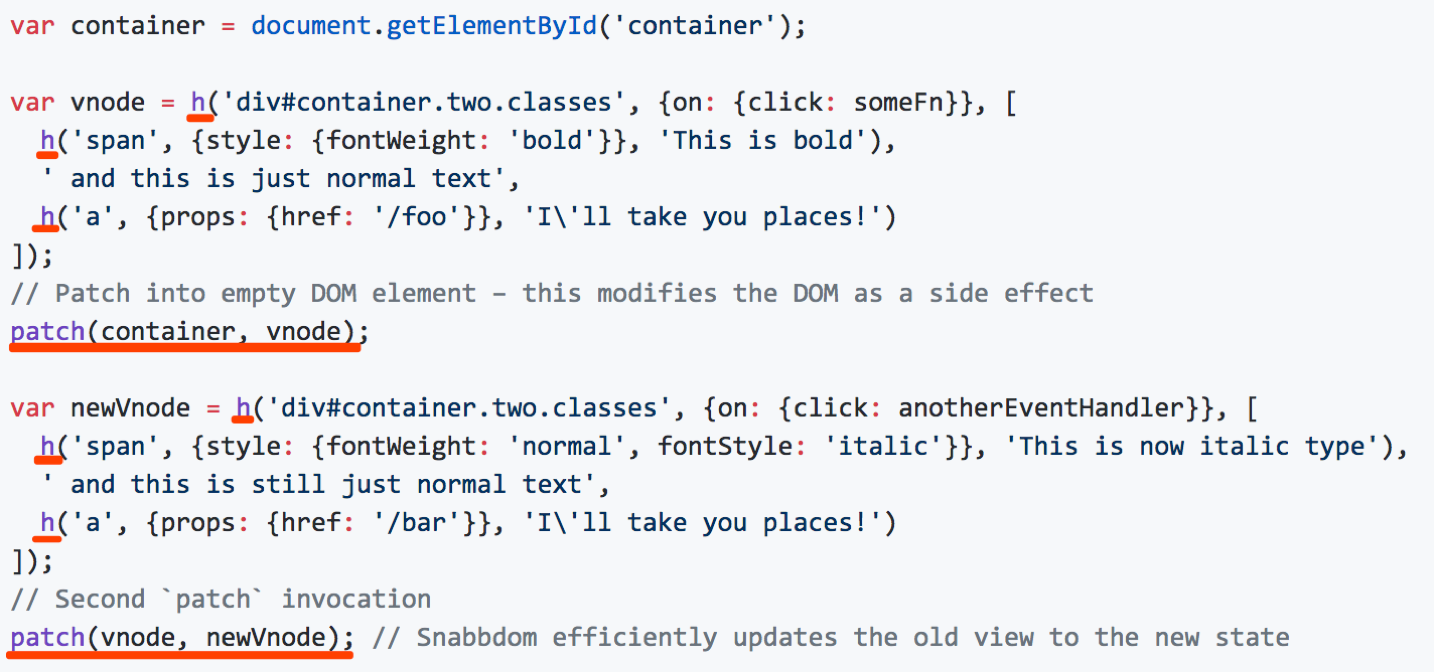 var container = document.getElementById('container');
var vnode = h('div#container.two.classes', {on: {click: someFn}}, [
h('span', {style: {fontWeight: 'bold'}}, 'This is bold'),
' and this is just normal text',
h('a', {props: {href: '/foo'}}, 'I\'ll take you places!')
]);
// Patch into empty DOM element – this modifies the DOM as a side effect
patch(container, vnode);
var newVnode = h('div#container.two.classes', {on: {click: anotherEventHandler}}, [
h('span', {style: {fontWeight: 'normal', fontStyle: 'italic'}}, 'This is now italic type'),
' and this is still just normal text',
h('a', {props: {href: '/bar'}}, 'I\'ll take you places!')
]);
// Second `patch` invocation
patch(vnode, newVnode); // Snabbdom efficiently updates the old view to the new state